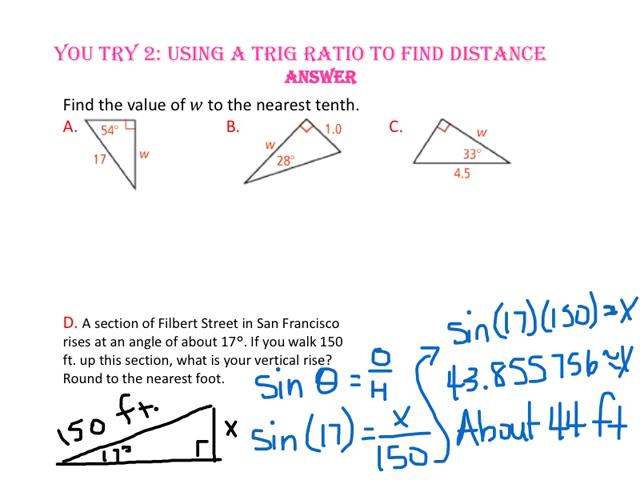 YOU TRY 2: USING A TRIG RATIO TO FIND DISTANCE
ANSWER
Find the value of w to the nearest tenth.
A.
54°
17
w
B.
1.0
w
28°
C.
w
33°
4.5
D. A section of Filbert Street in San Francisco
rises at an angle of about 17°. If you walk 150
ft. up this section, what is your vertical rise?
Round to the nearest foot.
150 ft.
17°
x
sin θ = O/H
sin(17) = x/150
sin(17)(150) = x
43.855756 ≈ x
About 44 ft